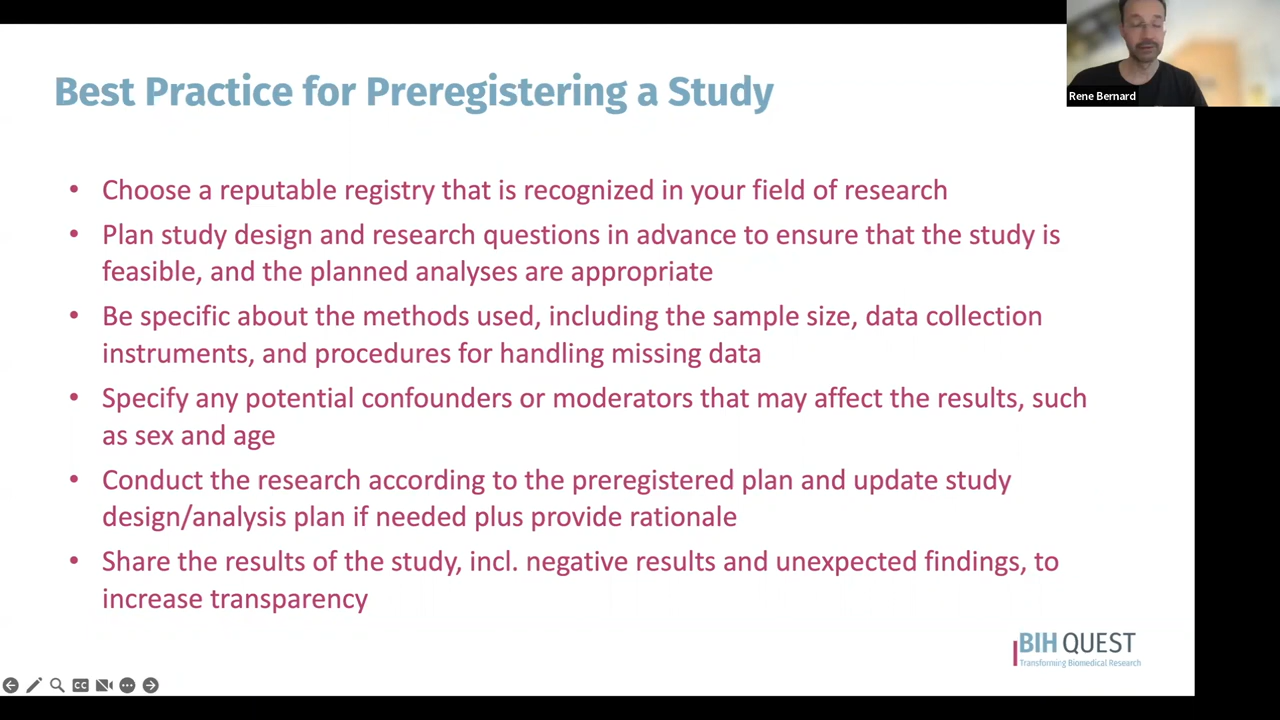 Best Practice for Preregistering a Study
Rene Bernard
• Choose a reputable registry that is recognized in your field of research
• Plan study design and research questions in advance to ensure that the study is
feasible, and the planned analyses are appropriate
• Be specific about the methods used, including the sample size, data collection
instruments, and procedures for handling missing data
• Specify any potential confounders or moderators that may affect the results, such
as sex and age
• Conduct the research according to the preregistered plan and update study
design/analysis plan if needed plus provide rationale
• Share the results of the study, incl. negative results and unexpected findings, to
increase transparency
BIH QUEST
Transforming Biomedical Research
CC